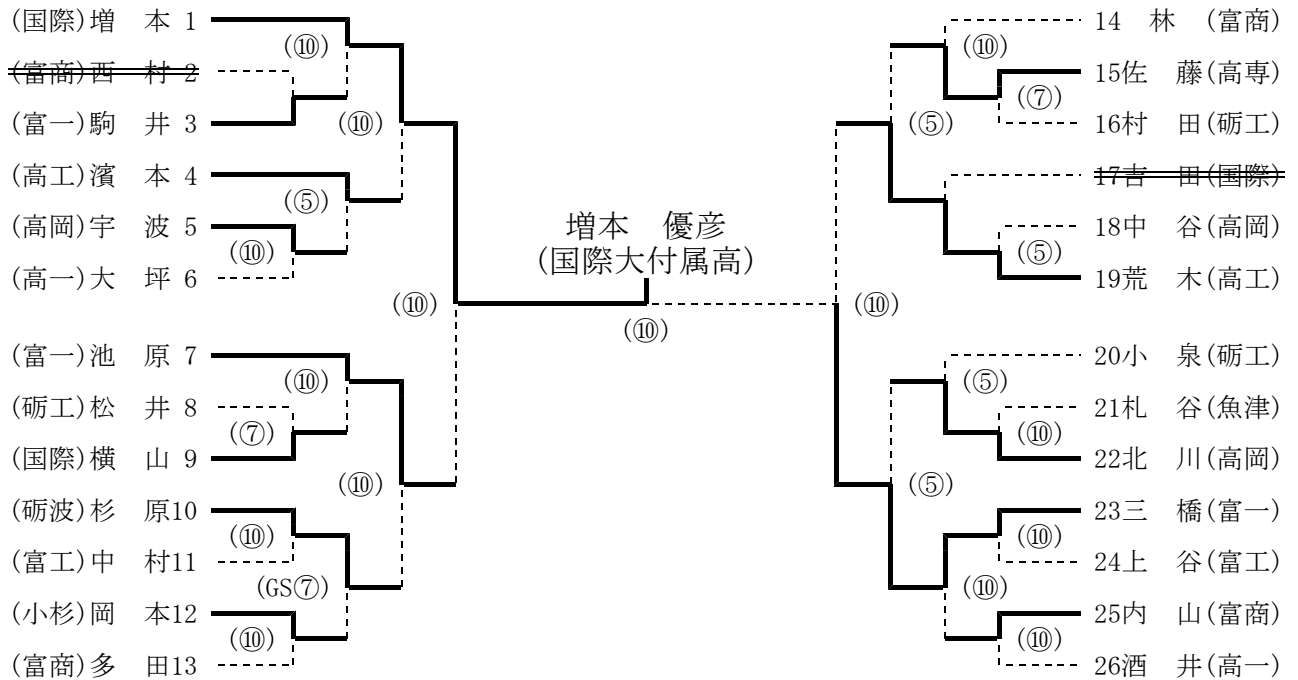 (国際)増　本 1
(⑩)
(富商)西　村 2
(富一)駒　井 3
(⑩)
(高工)濱　本 4
(⑤)
(高岡)宇　波 5
(⑩)
(高一)大　坪 6
(⑩)
(富一)池　原 7
(⑩)
(砺工)松　井 8
(⑦)
(国際)横　山 9
(⑩)
(砺波)杉　原10
(⑩)
(富工)中　村11
(GS⑦)
(小杉)岡　本12
(⑩)
(富商)多　田13
増本　優彦
(国際大付属高)
(⑩)
14　林　(富商)
(⑩)
15佐　藤(高専)
(⑦)
16村　田(砺工)
(⑤)
17吉　田(国際)
18中　谷(高岡)
(⑤)
19荒　木(高工)
(⑩)
20小　泉(砺工)
(⑤)
21札　谷(魚津)
(⑩)
22北　川(高岡)
(⑤)
23三　橋(富一)
(⑩)
24上　谷(富工)
(⑩)
25内　山(富商)
(⑩)
26酒　井(高一)